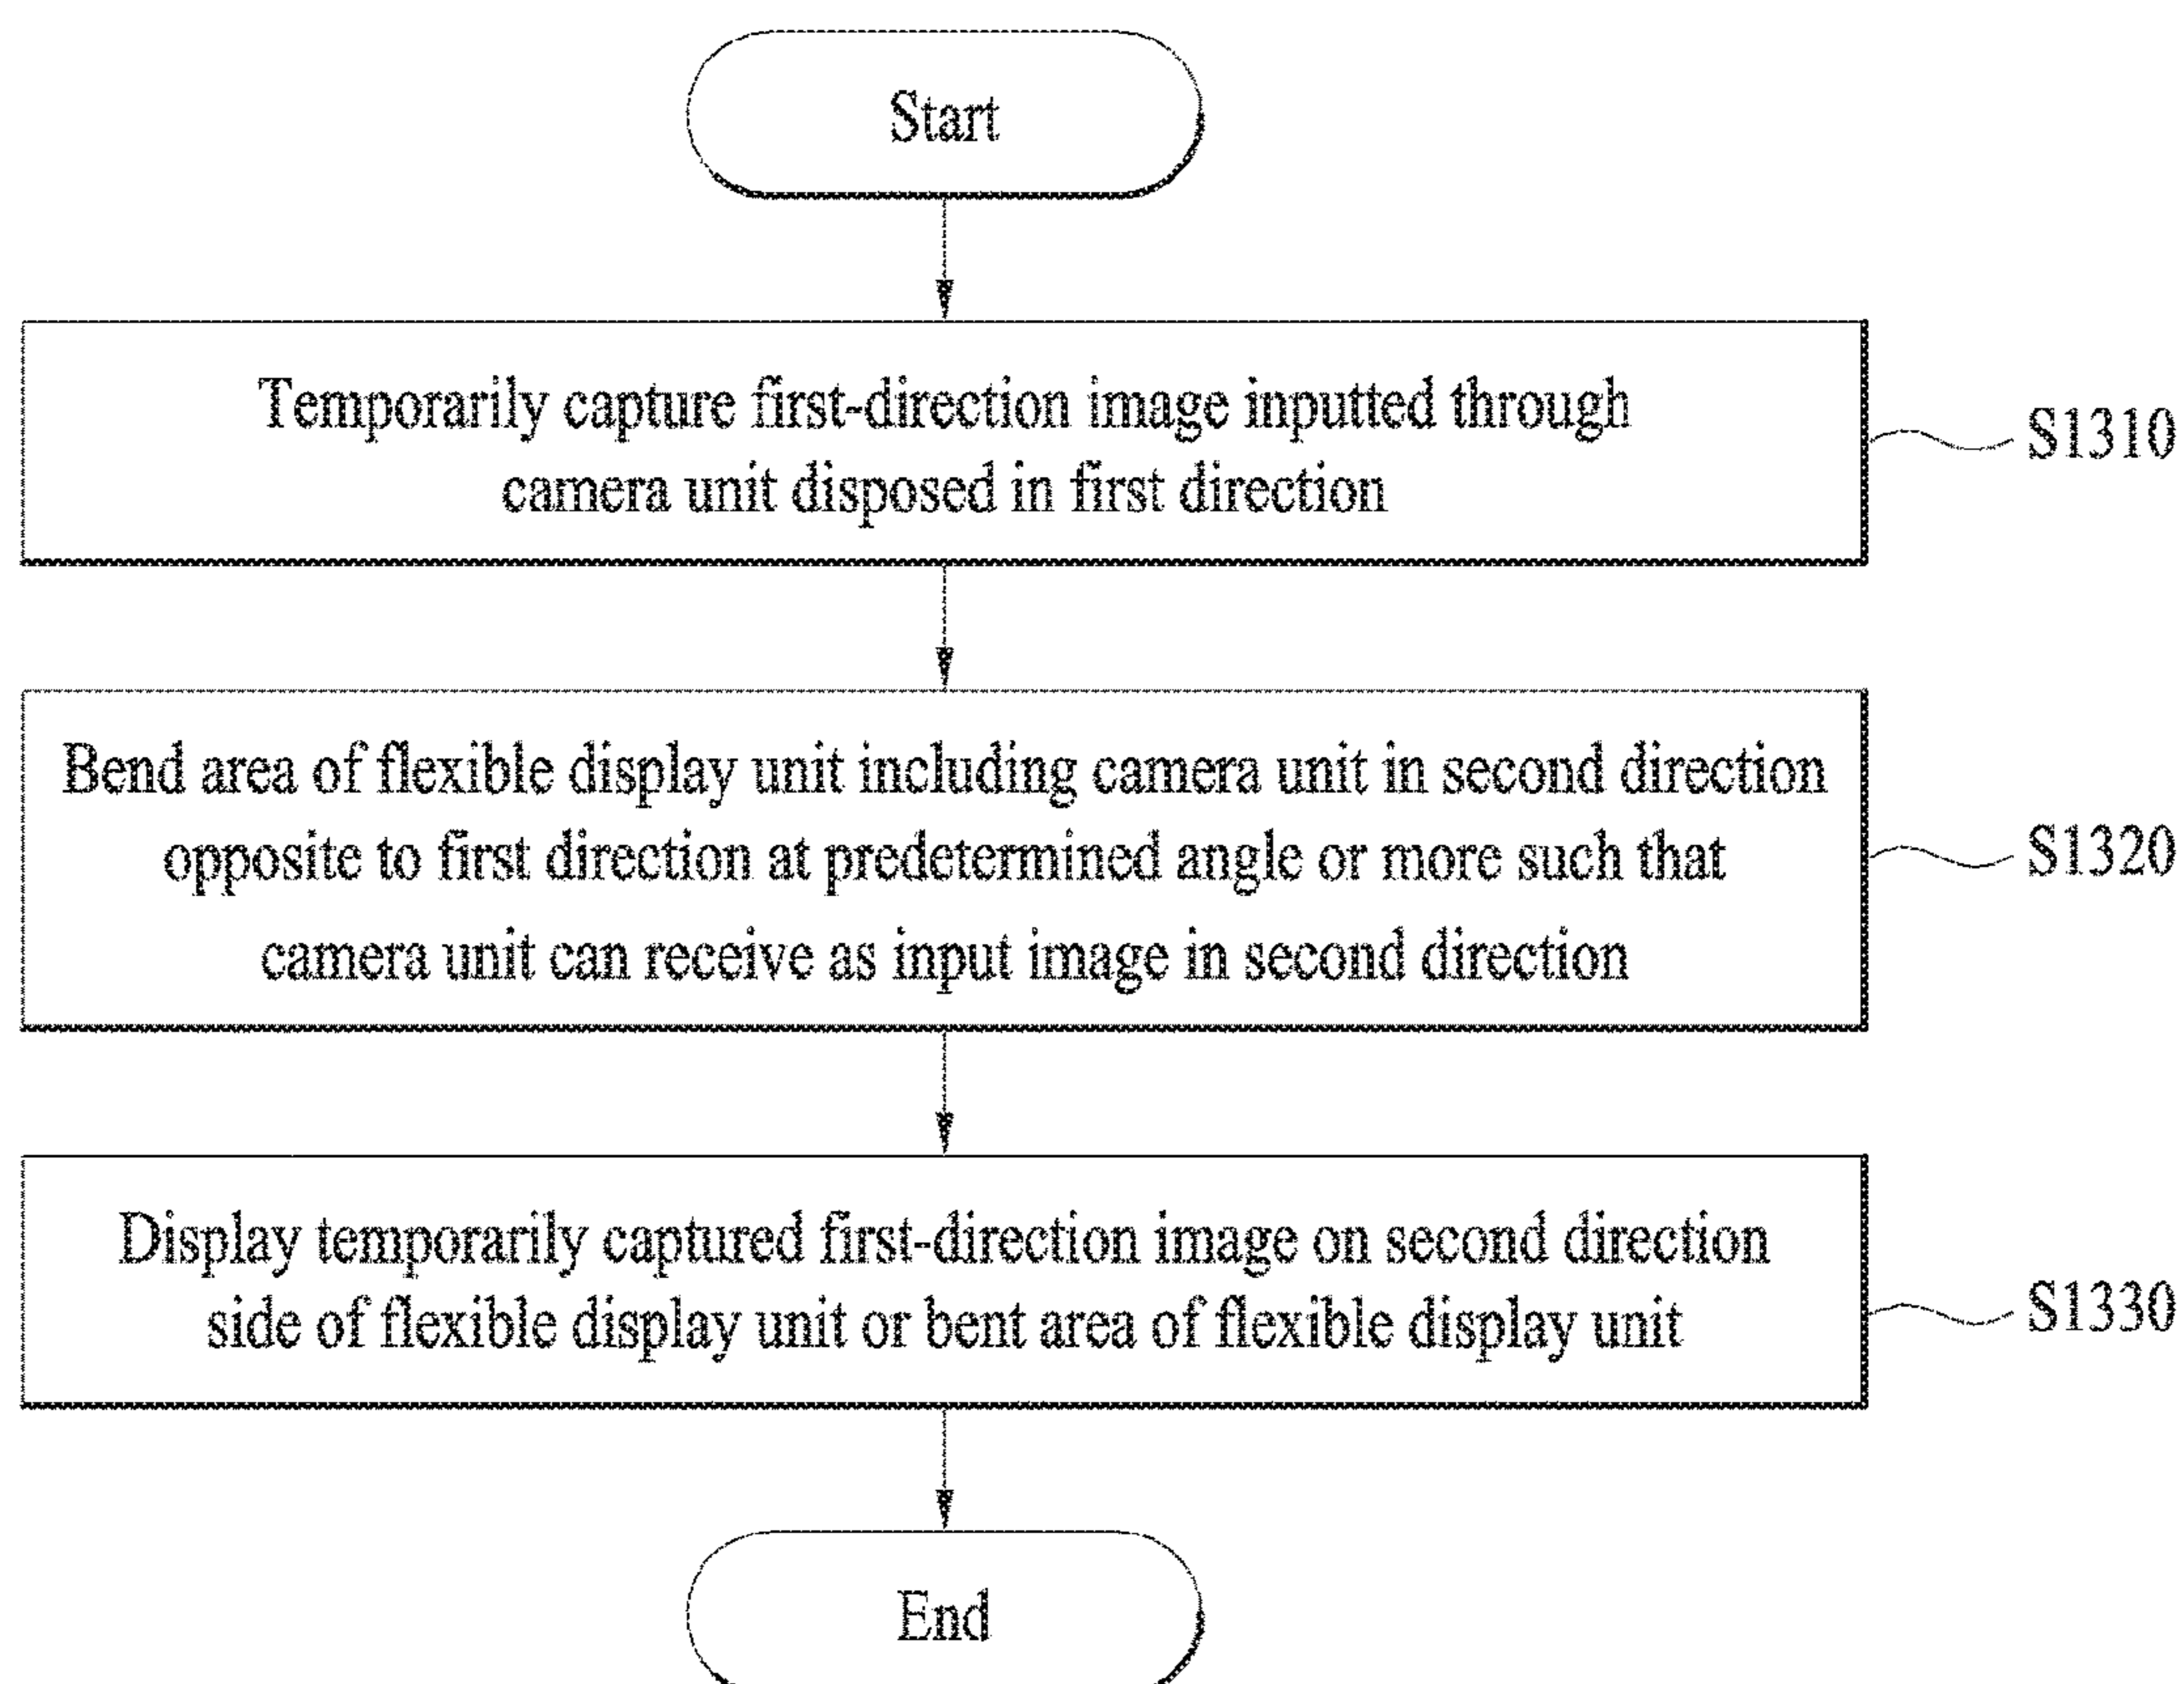 Start
Temporarily capture first-direction image inputted through
camera unit disposed in first direction
S1310
Bend area of flexible display unit including camera unit in second direction
opposite to first direction at predetermined angle or more such that
camera unit can receive as input image in second direction
S1320
Display temporarily captured first-direction image on second direction
side of flexible display unit or bent area of flexible display unit
S1330
End